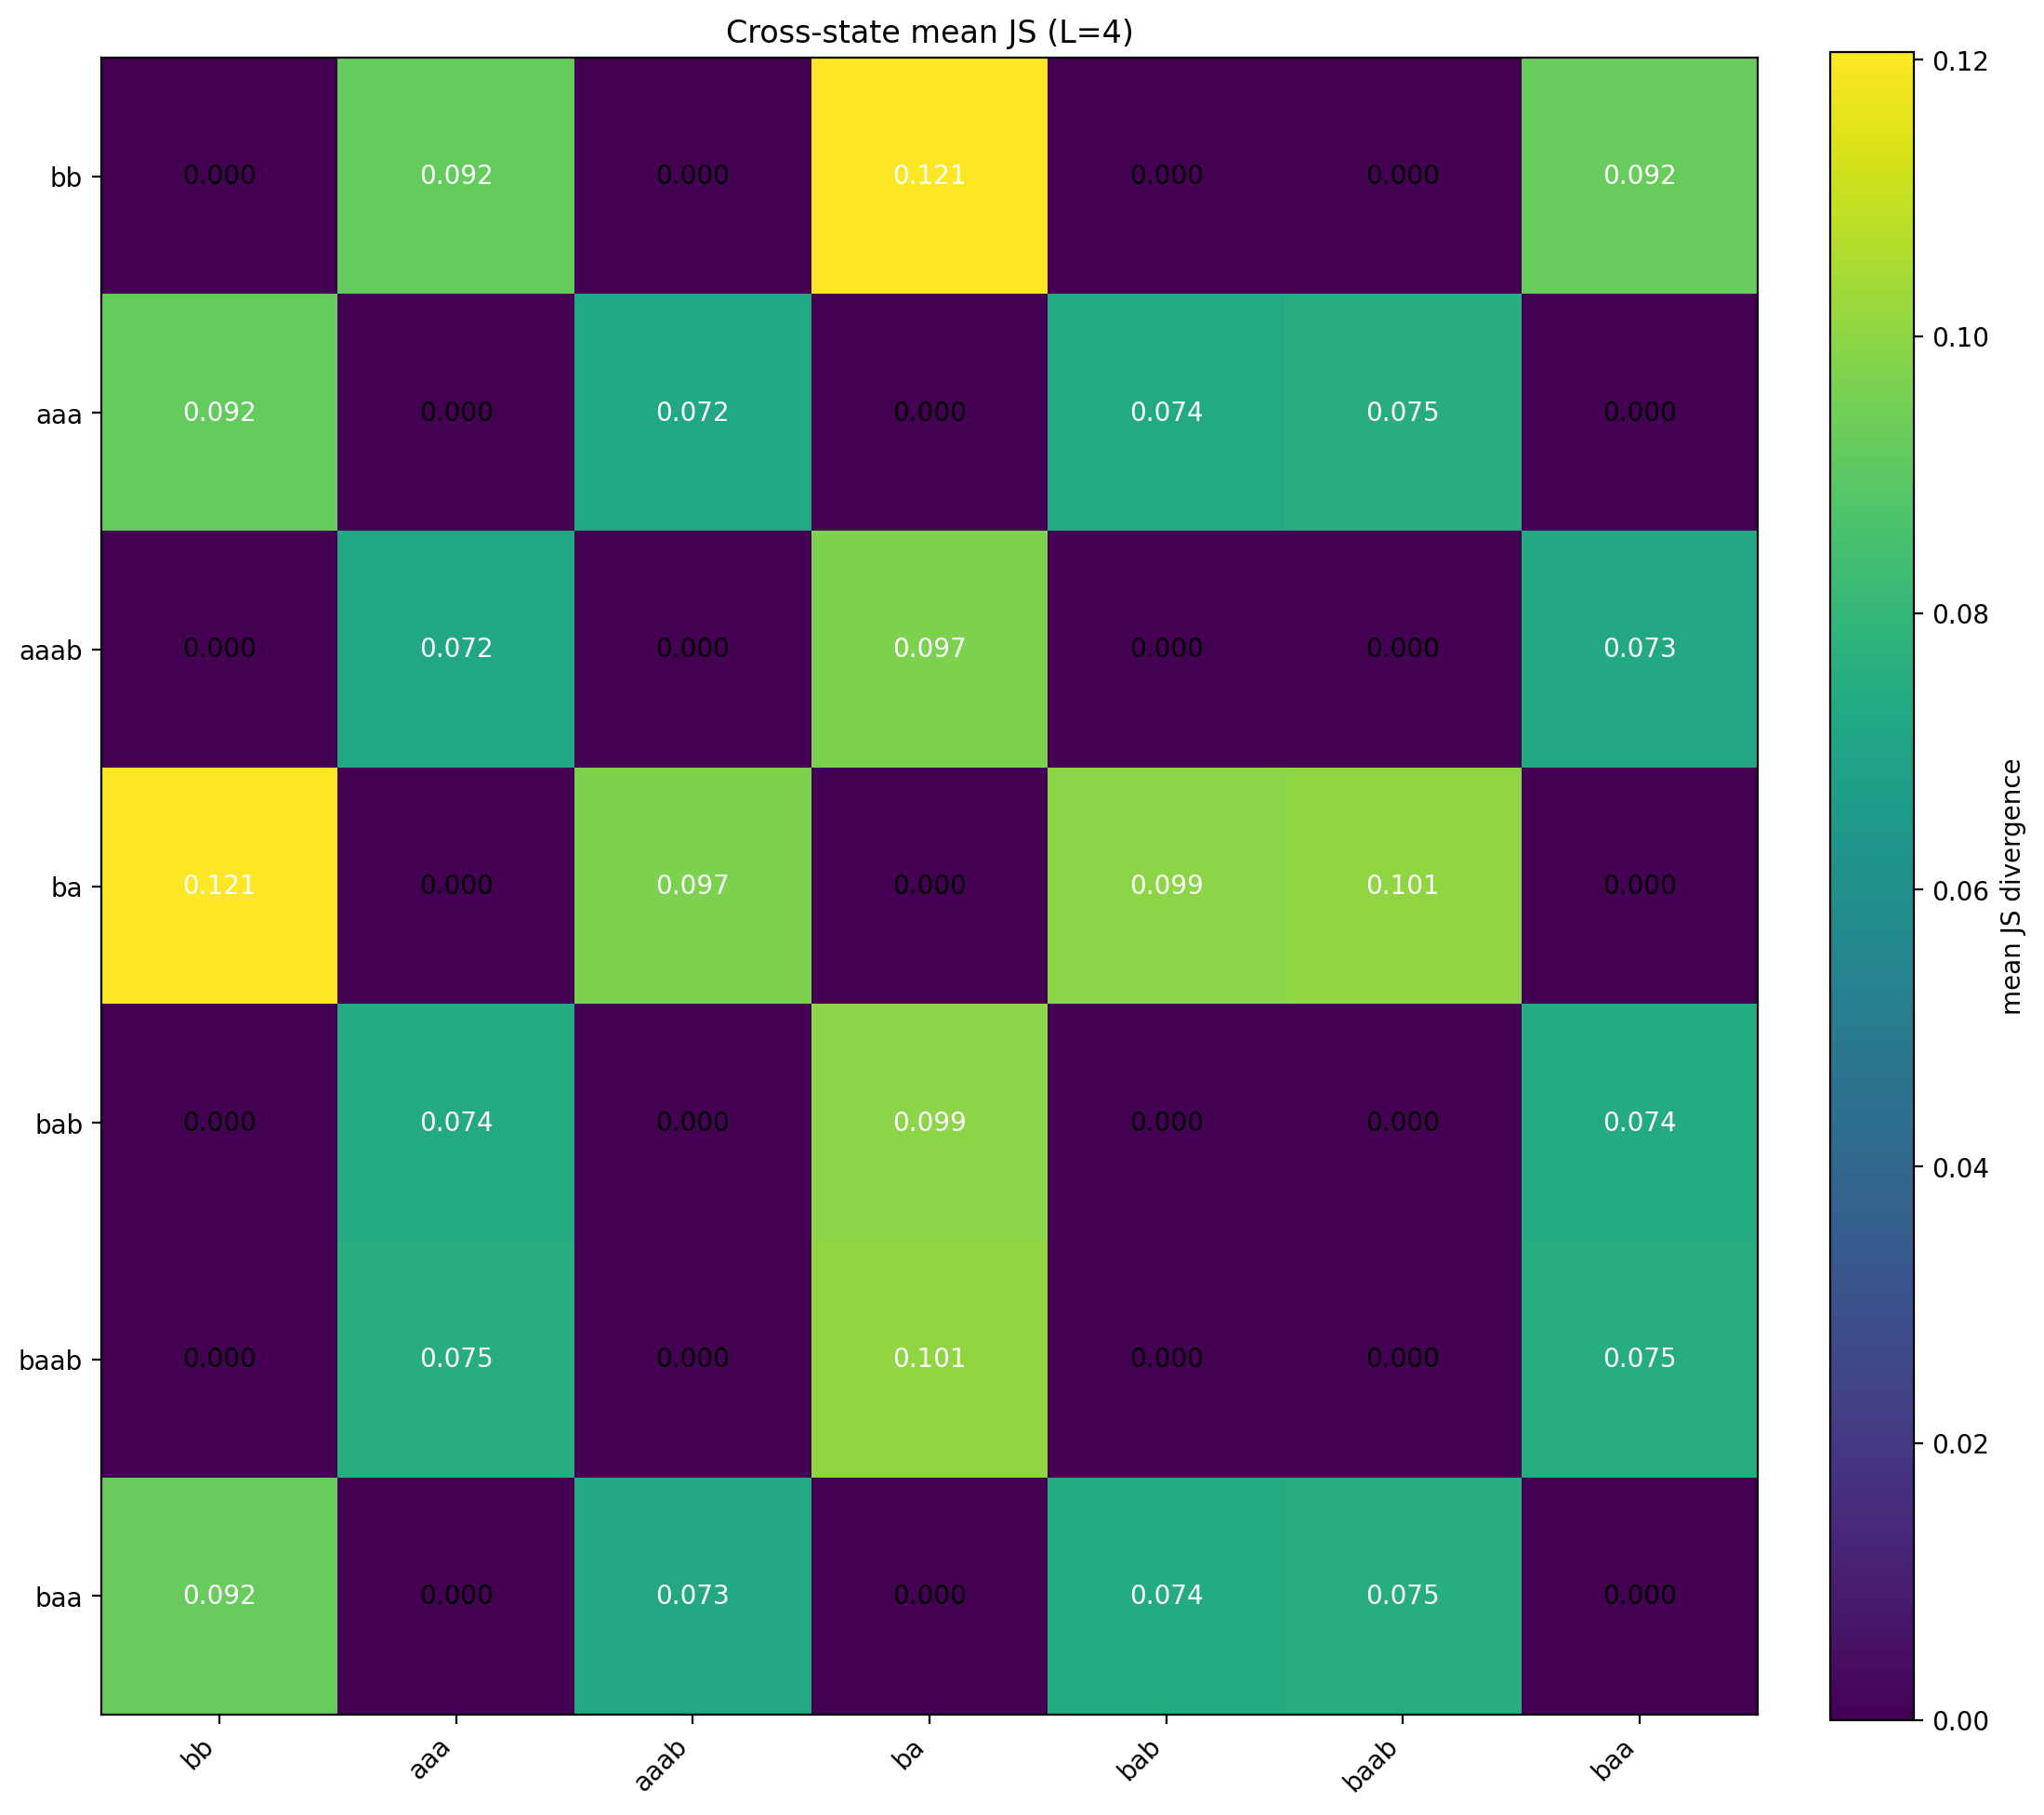 Cross-state mean JS (L=4)
bb 0.000 0.092 0.000 0.121 0.000 0.000 0.092
aaa 0.092 0.000 0.072 0.000 0.074 0.075 0.000
aaab 0.000 0.072 0.000 0.097 0.000 0.000 0.073
ba 0.121 0.000 0.097 0.000 0.099 0.101 0.000
bab 0.000 0.074 0.000 0.099 0.000 0.000 0.074
baab 0.000 0.075 0.000 0.101 0.000 0.000 0.075
baa 0.092 0.000 0.073 0.000 0.074 0.075 0.000
bb aaa aaab ba bab baab baa
0.12
0.10
0.08
0.06
0.04
0.02
0.00
mean JS divergence